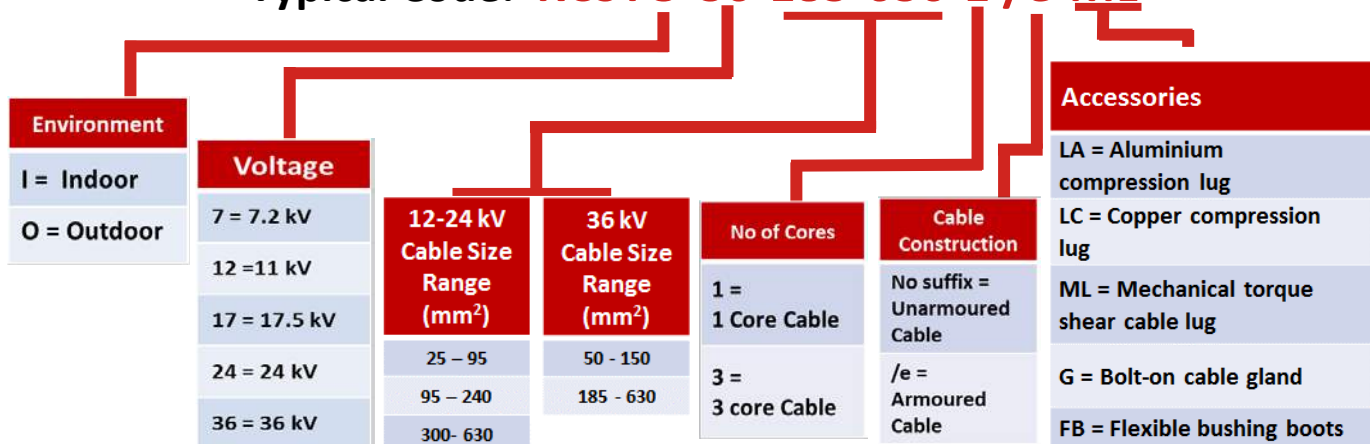 Environment
I = Indoor
O = Outdoor
Voltage
7 = 7.2 kV
12 =11 kV
17 = 17.5 kV
24 = 24 kV
36 = 36 kV
12-24 kV
Cable Size
Range
(mm²)
25 – 95
95 – 240
300- 630
36 kV
Cable Size
Range
(mm²)
50 - 150
185 - 630
No of Cores
1 =
1 Core Cable
3 =
3 core Cable
Cable
Construction
No suffix =
Unarmoured
Cable
/e =
Armoured
Cable
Accessories
LA = Aluminium
compression lug
LC = Copper compression
lug
ML = Mechanical torque
shear cable lug
G = Bolt-on cable gland
FB = Flexible bushing boots